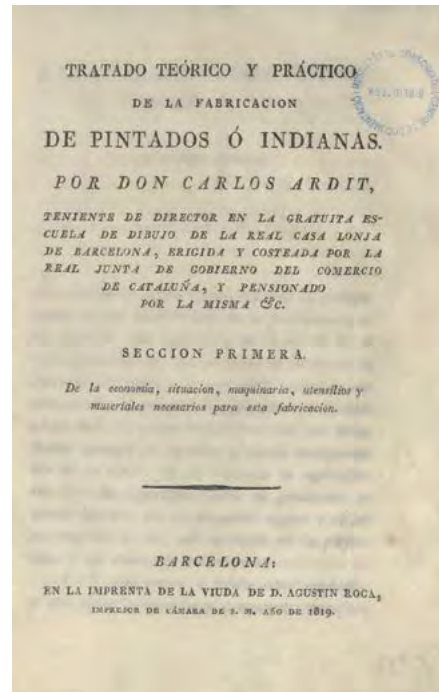 TRATADO TEÓRICO Y PRÁCTICO
DE LA FABRICACION
DE PINTADOS Ó INDIANAS.
POR DON CARLOS ARDIT,
TENIENTE DE DIRECTOR EN LA GRATUITA ES-
CUELA DE DIBUJO DE LA REAL CASA LONJA
DE BARCELONA, ERIGIDA Y COSTEADA POR LA
REAL JUNTA DE GOBIERNO DEL COMERCIO
DE CATALUÑA, Y PENSIONADO
POR LA MISMA &C.
SECCION PRIMERA.
De la economía, situacion, maquinaria, utensilios y
materiales necesarios para esta fabricacion.
BARCELONA:
EN LA IMPRENTA DE LA VIUDA DE D. AGUSTIN ROCA,
IMPRESOR DE CÁMARA DE S. M. AÑO DE 1819.